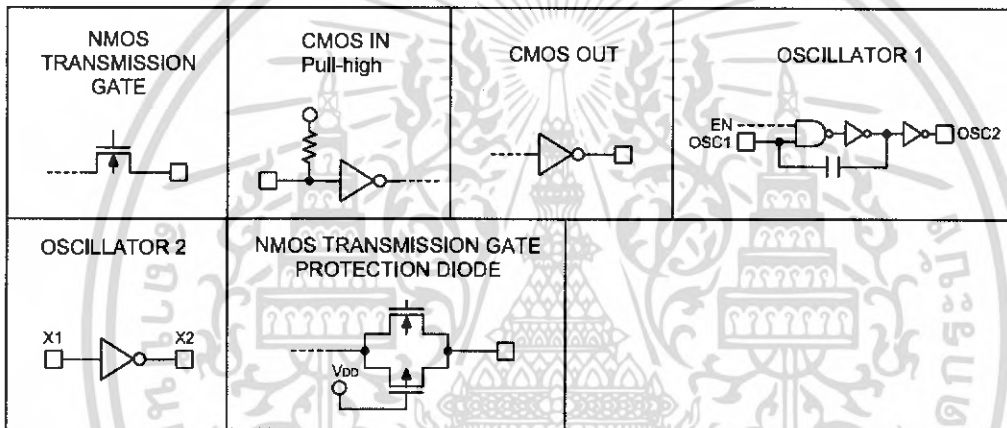 NMOS
TRANSMISSION
GATE
CMOS IN
Pull-high
CMOS OUT
OSCILLATOR 1
EN
OSC1
OSC2
OSCILLATOR 2
X1
X2
NMOS TRANSMISSION GATE
PROTECTION DIODE
VDD